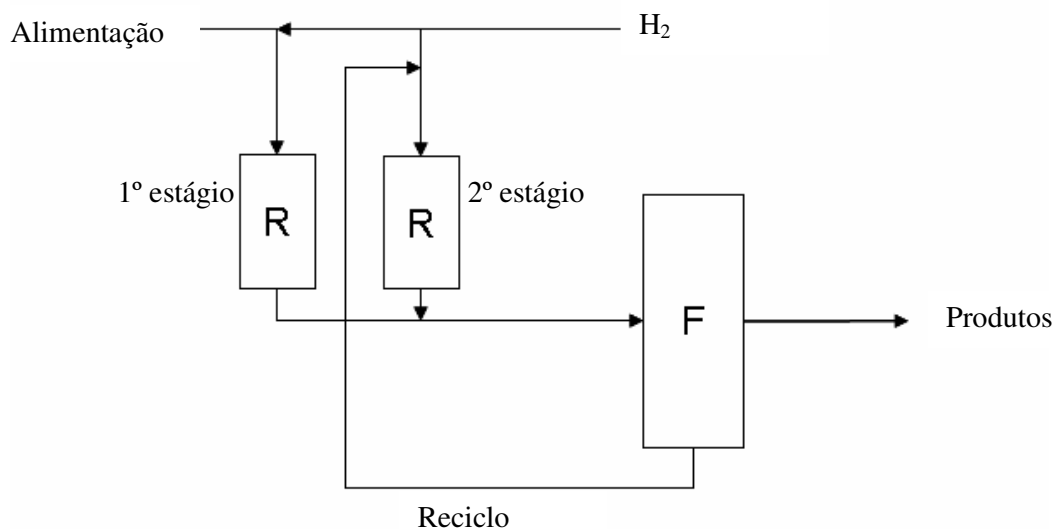 Alimentação
H₂
1º estágio
R
R
2º estágio
F
Produtos
Reciclo